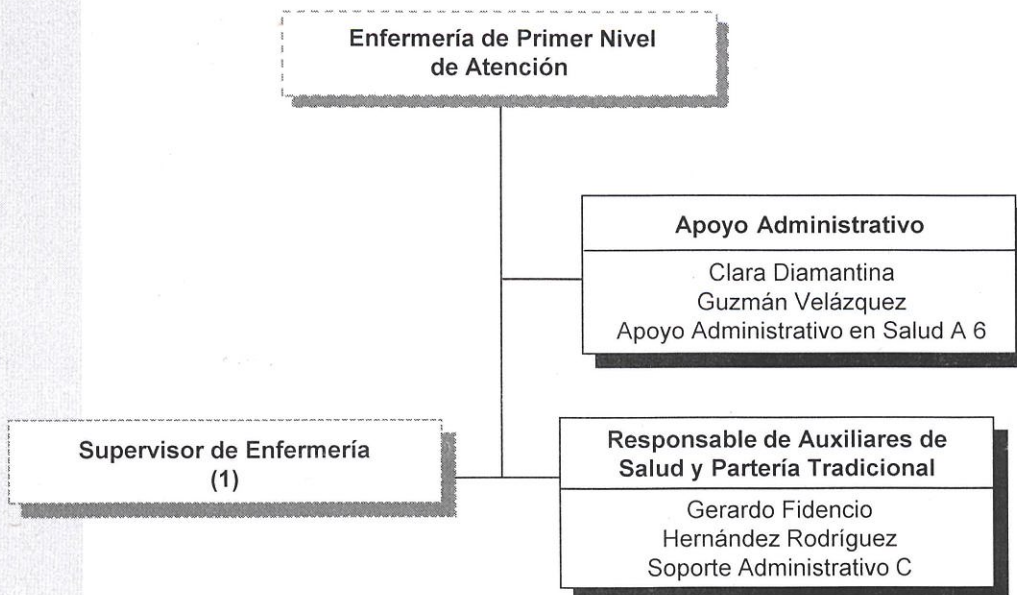 Enfermería de Primer Nivel
de Atención
Apoyo Administrativo
Clara Diamantina
Guzmán Velázquez
Apoyo Administrativo en Salud A 6
Supervisor de Enfermería
(1)
Responsable de Auxiliares de
Salud y Partería Tradicional
Gerardo Fidencio
Hernández Rodríguez
Soporte Administrativo C